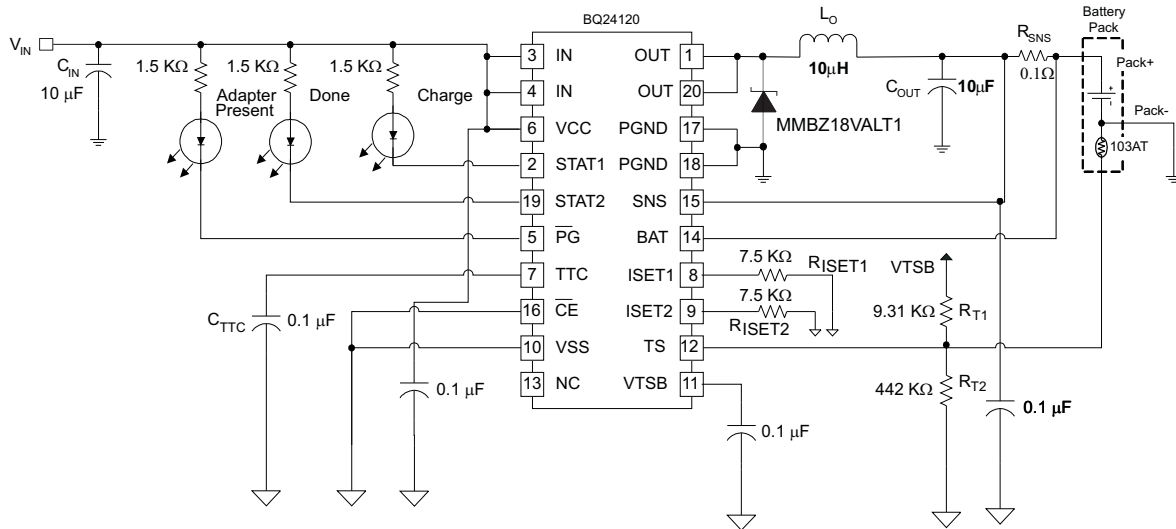 BQ24120
V_IN
C_IN
10 μF
1.5 KΩ
1.5 KΩ
1.5 KΩ
Adapter
Present
Done
Charge
3 IN
4 IN
6 VCC
2 STAT1
19 STAT2
5 P̅G̅
7 TTC
16 C̅E̅
10 VSS
13 NC
OUT 1
OUT 20
PGND 17
PGND 18
SNS 15
BAT 14
ISET1 8
ISET2 9
TS 12
VTSB 11
C_TTC
0.1 μF
0.1 μF
L_O
10μH
MMBZ18VALT1
C_OUT
10μF
R_SNS
0.1Ω
Battery
Pack
Pack+
+
-
Pack-
103AT
7.5 KΩ
R_ISET1
7.5 KΩ
R_ISET2
VTSB
9.31 KΩ
R_T1
442 KΩ
R_T2
0.1 μF
0.1 μF